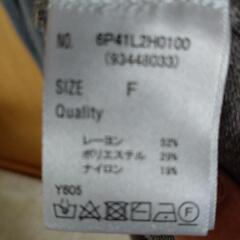 NO. 6P41L2H0100
(93448033)
SIZE F
Quality
レーヨン 52%
ポリエステル 29%
ナイロン 19%
Y605